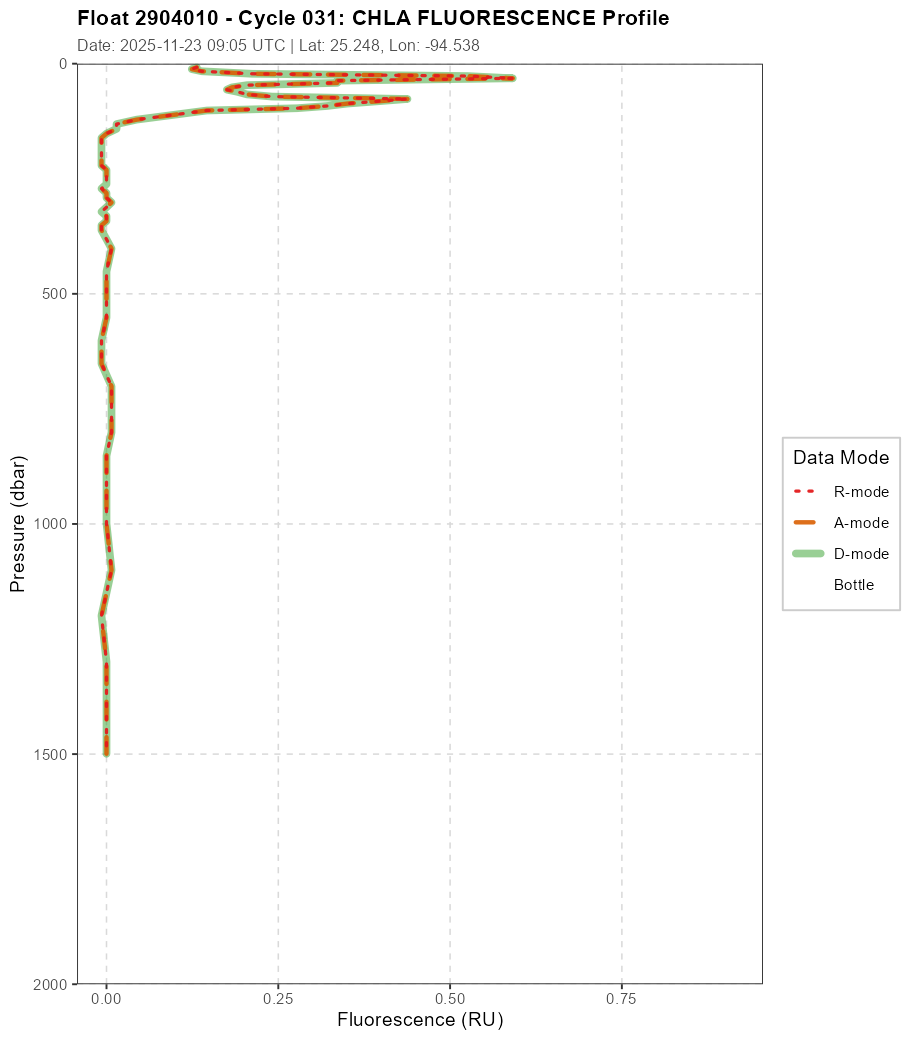 Float 2904010 - Cycle 031: CHLA FLUORESCENCE Profile
Date: 2025-11-23 09:05 UTC | Lat: 25.248, Lon: -94.538
0
500
1000
1500
2000
Pressure (dbar)
0.00 0.25 0.50 0.75
Fluorescence (RU)
Data Mode
R-mode
A-mode
D-mode
Bottle